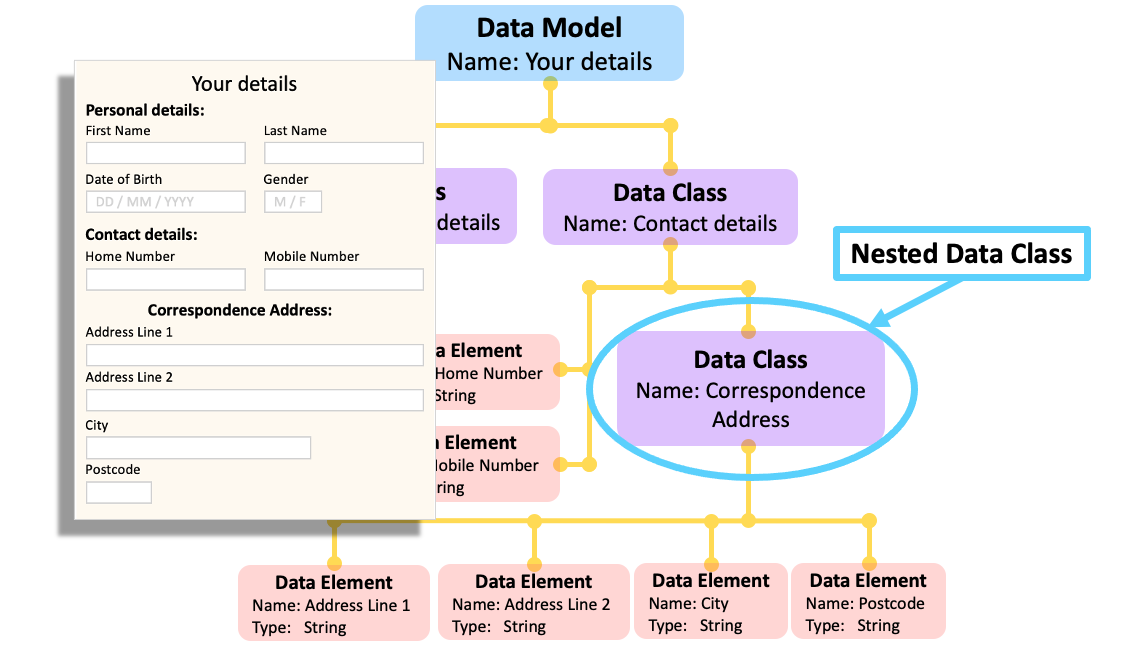 Data Model
Name: Your details
Your details
Personal details:
First Name Last Name
Date of Birth Gender
DD / MM / YYYY M / F
Contact details:
Home Number Mobile Number
Correspondence Address:
Address Line 1
Address Line 2
City
Postcode
s
details
Data Class
Name: Contact details
Nested Data Class
a Element
Home Number
String
Element
Mobile Number
ring
Data Class
Name: Correspondence
Address
Data Element
Name: Address Line 1
Type: String
Data Element
Name: Address Line 2
Type: String
Data Element
Name: City
Type: String
Data Element
Name: Postcode
Type: String